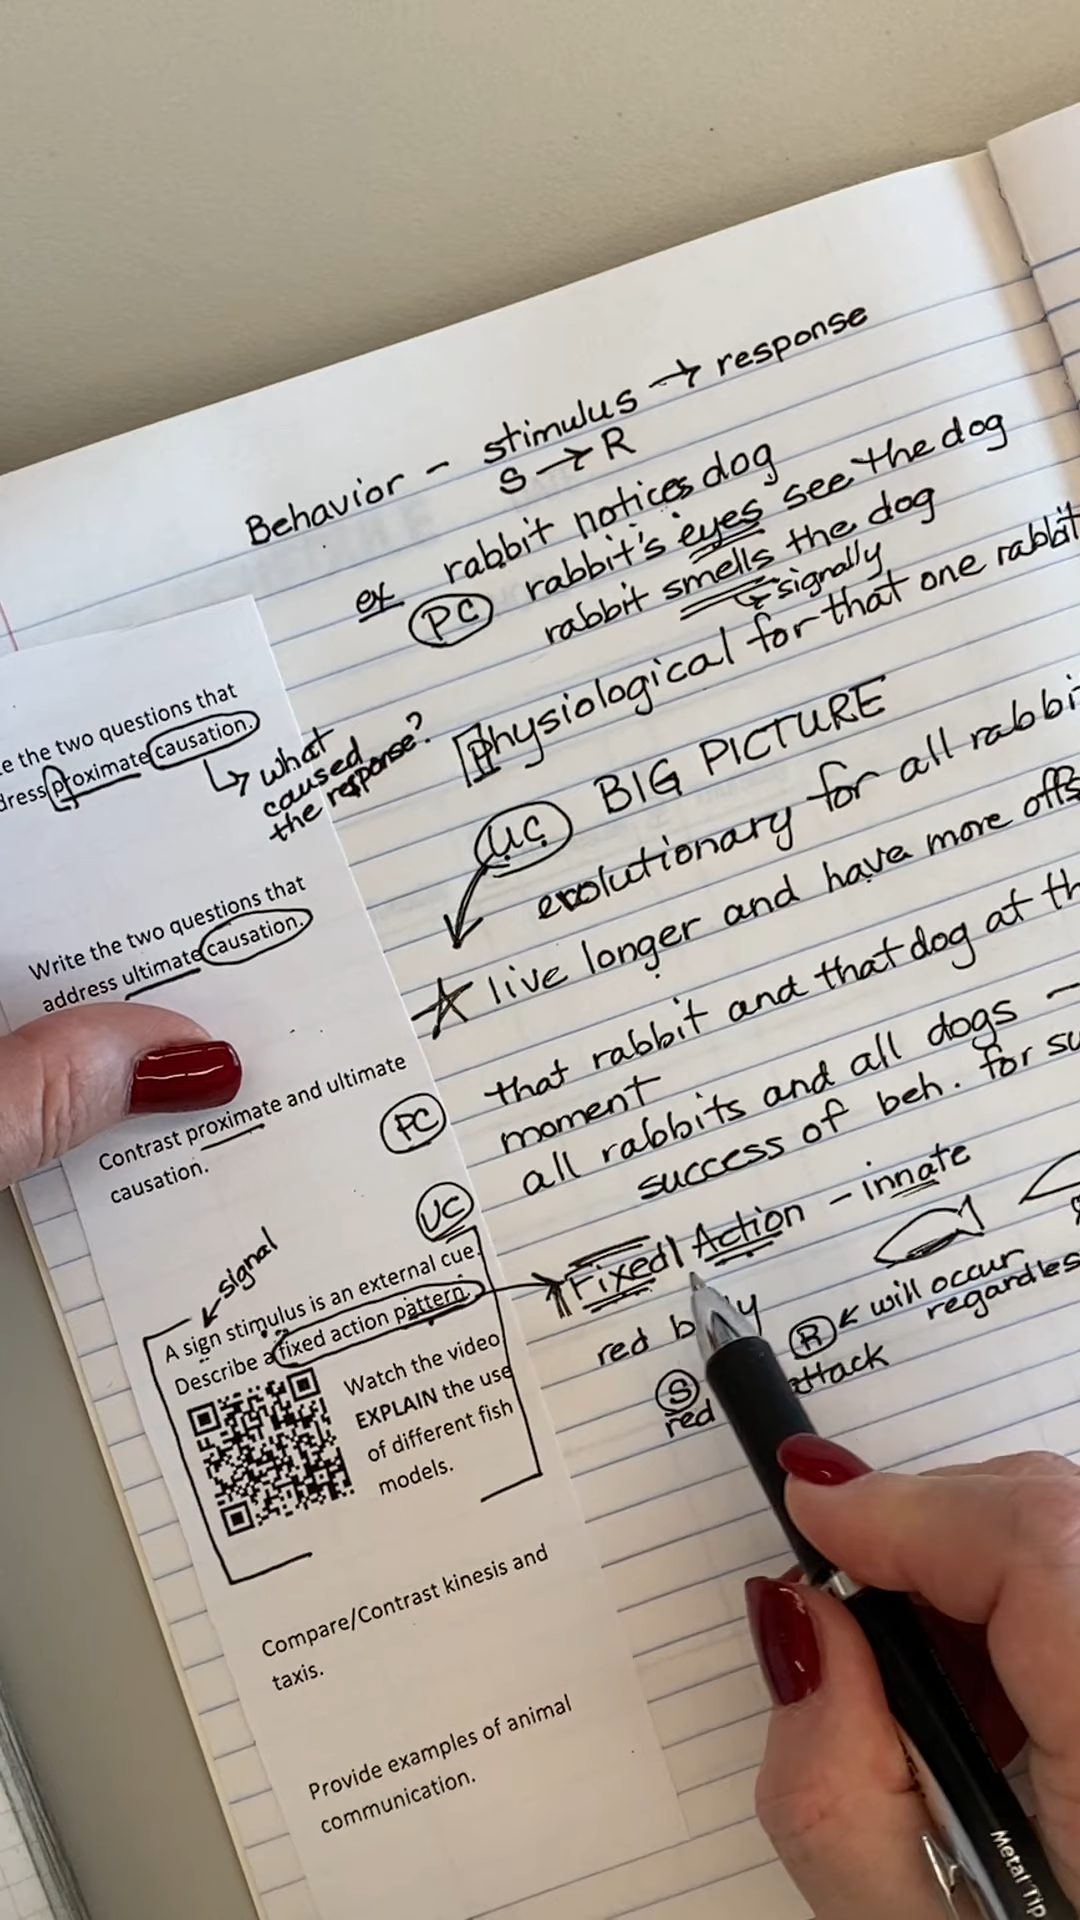 Behavior - stimulus → response
S → R
ex rabbit notices dog
PC rabbit's eyes see the dog
rabbit smells the dog
↳ signally
Physiological for that one rabbit
UC BIG PICTURE
evolutionary for all rabbi
☆ live longer and have more offs
that rabbit and that dog at th
moment
all rabbits and all dogs –
success of beh. for su
Fixed Action - innate
red b y
R ← will occur
regardles
S attack
red
e the two questions that
dress proximate causation.
↳ what
caused
the response?
Write the two questions that
address ultimate causation.
Contrast proximate and ultimate
causation.
PC
UC
signal
A sign stimulus is an external cue.
Describe a fixed action pattern.
Watch the video
EXPLAIN the use
of different fish
models.
Compare/Contrast kinesis and
taxis.
Provide examples of animal
communication.
Metal Tip